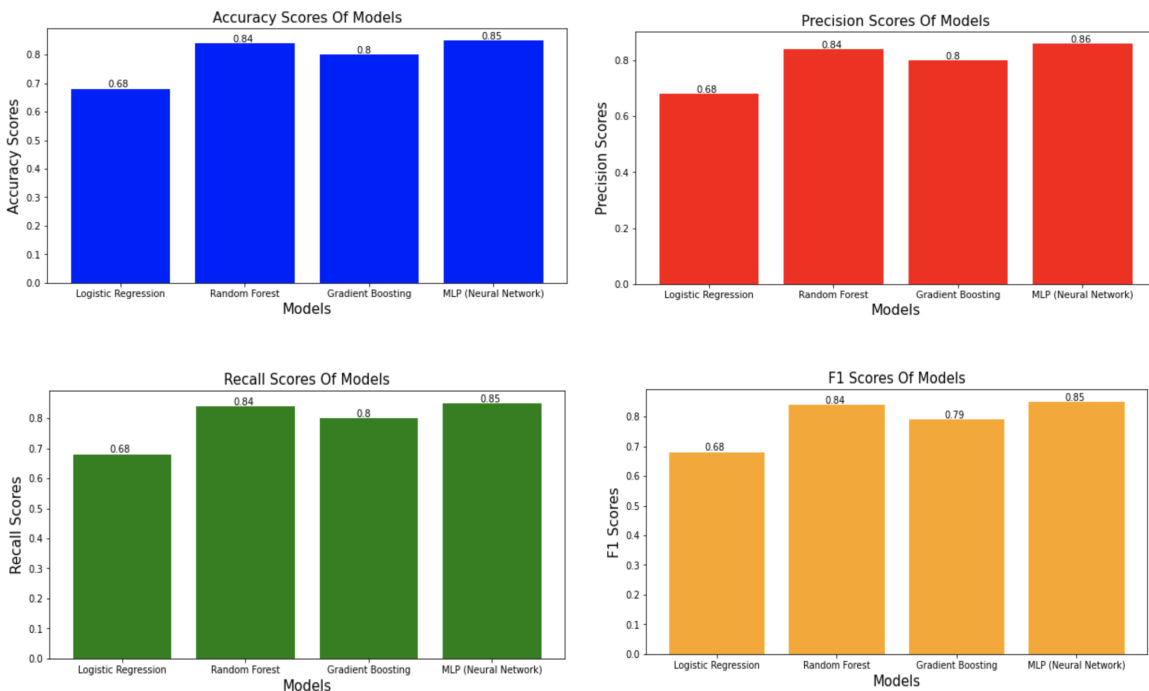 Accuracy Scores Of Models
Accuracy Scores
0.8
0.7
0.6
0.5
0.4
0.3
0.2
0.1
0.0
0.68
0.84
0.8
0.85
Logistic Regression
Random Forest
Gradient Boosting
MLP (Neural Network)
Models
Precision Scores Of Models
Precision Scores
0.8
0.6
0.4
0.2
0.0
0.68
0.84
0.8
0.86
Logistic Regression
Random Forest
Gradient Boosting
MLP (Neural Network)
Models
Recall Scores Of Models
Recall Scores
0.8
0.7
0.6
0.5
0.4
0.3
0.2
0.1
0.0
0.68
0.84
0.8
0.85
Logistic Regression
Random Forest
Gradient Boosting
MLP (Neural Network)
Models
F1 Scores Of Models
F1 Scores
0.8
0.7
0.6
0.5
0.4
0.3
0.2
0.1
0.0
0.68
0.84
0.79
0.85
Logistic Regression
Random Forest
Gradient Boosting
MLP (Neural Network)
Models